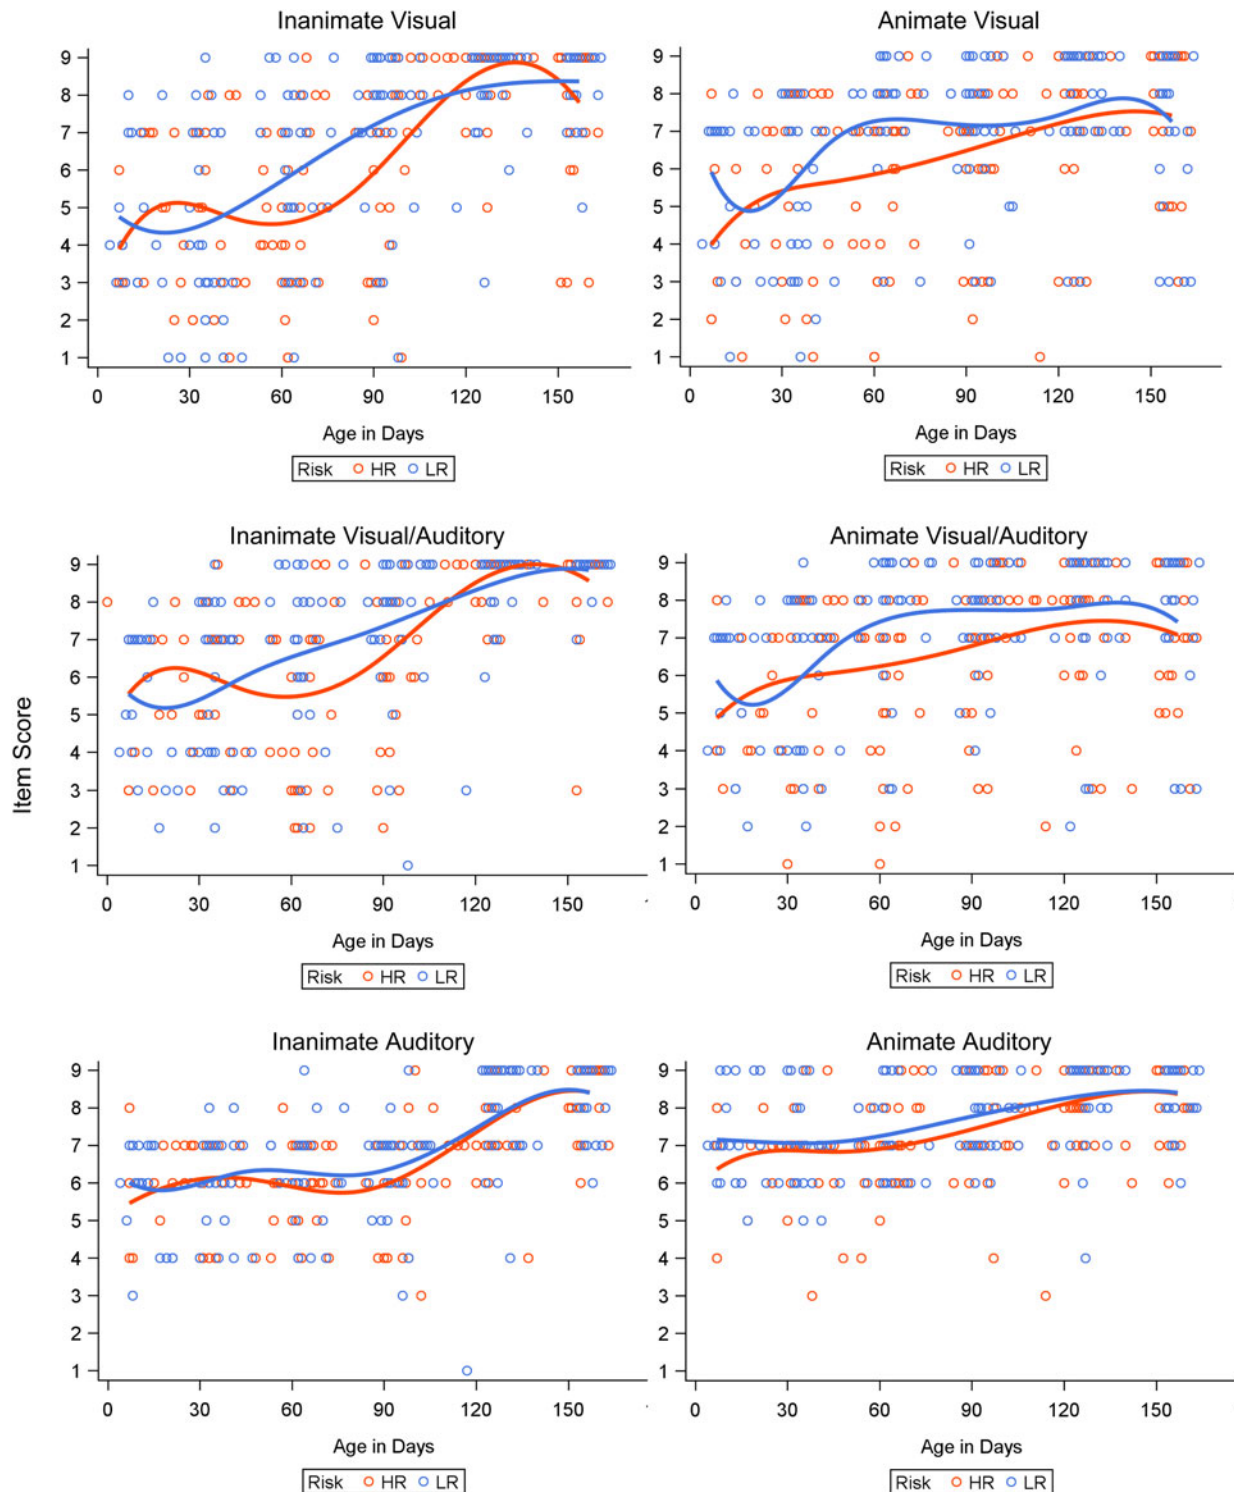 Inanimate Visual
9
8
7
6
5
4
3
2
1
0 30 60 90 120 150
Age in Days
Risk HR LR
Animate Visual
9
8
7
6
5
4
3
2
1
0 30 60 90 120 150
Age in Days
Risk HR LR
Item Score
Inanimate Visual/Auditory
9
8
7
6
5
4
3
2
1
0 30 60 90 120 150
Age in Days
Risk HR LR
Animate Visual/Auditory
9
8
7
6
5
4
3
2
1
0 30 60 90 120 150
Age in Days
Risk HR LR
Inanimate Auditory
9
8
7
6
5
4
3
2
1
0 30 60 90 120 150
Age in Days
Risk HR LR
Animate Auditory
9
8
7
6
5
4
3
2
1
0 30 60 90 120 150
Age in Days
Risk HR LR